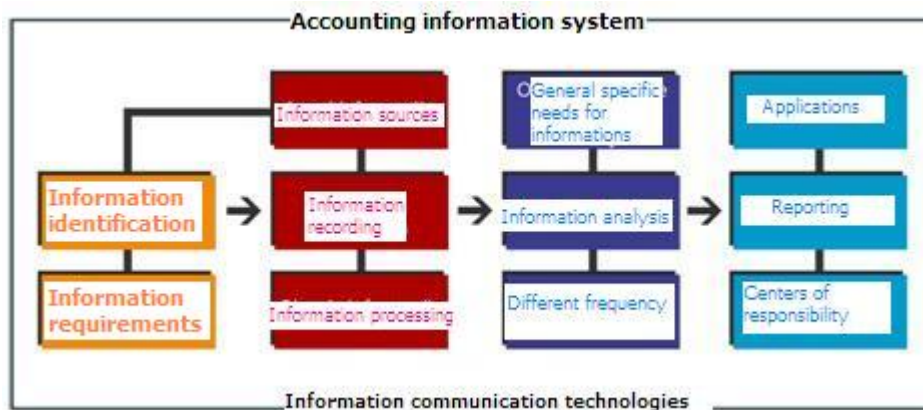 Accounting information system
Information sources
General specific
needs for
informations
Applications
Information
identification
Information
recording
Information analysis
Reporting
Information
requirements
Information processing
Different frequency
Centers of
responsibility
Information communication technologies